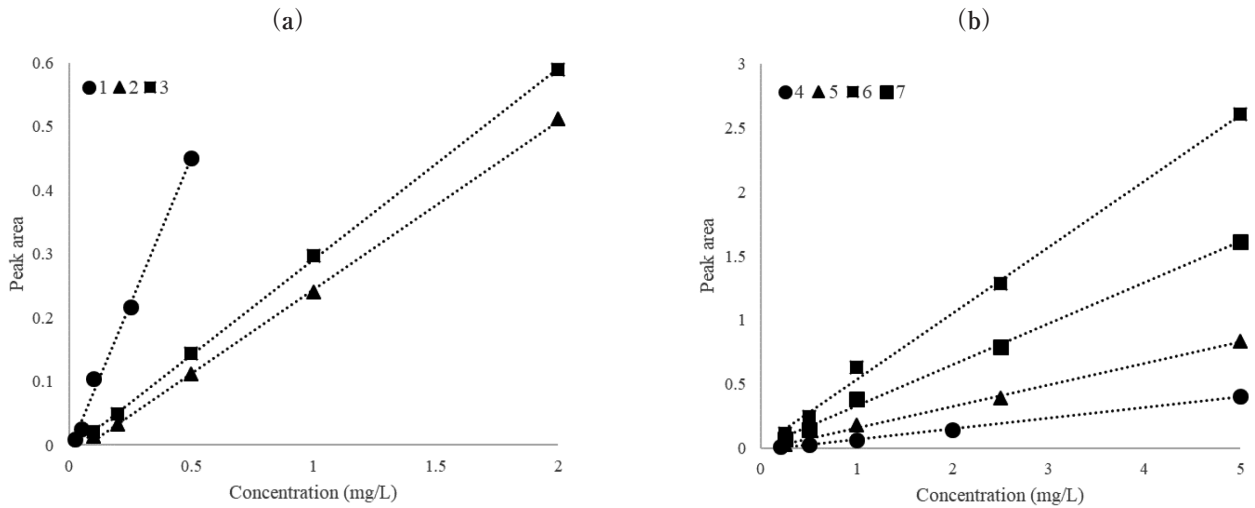 (a)
0.6
0.5
0.4
0.3
0.2
0.1
0
1 2 3
Peak area
0 0.5 1 1.5 2
Concentration (mg/L)
(b)
3
2.5
2
1.5
1
0.5
0
4 5 6 7
Peak area
0 1 2 3 4 5
Concentration (mg/L)